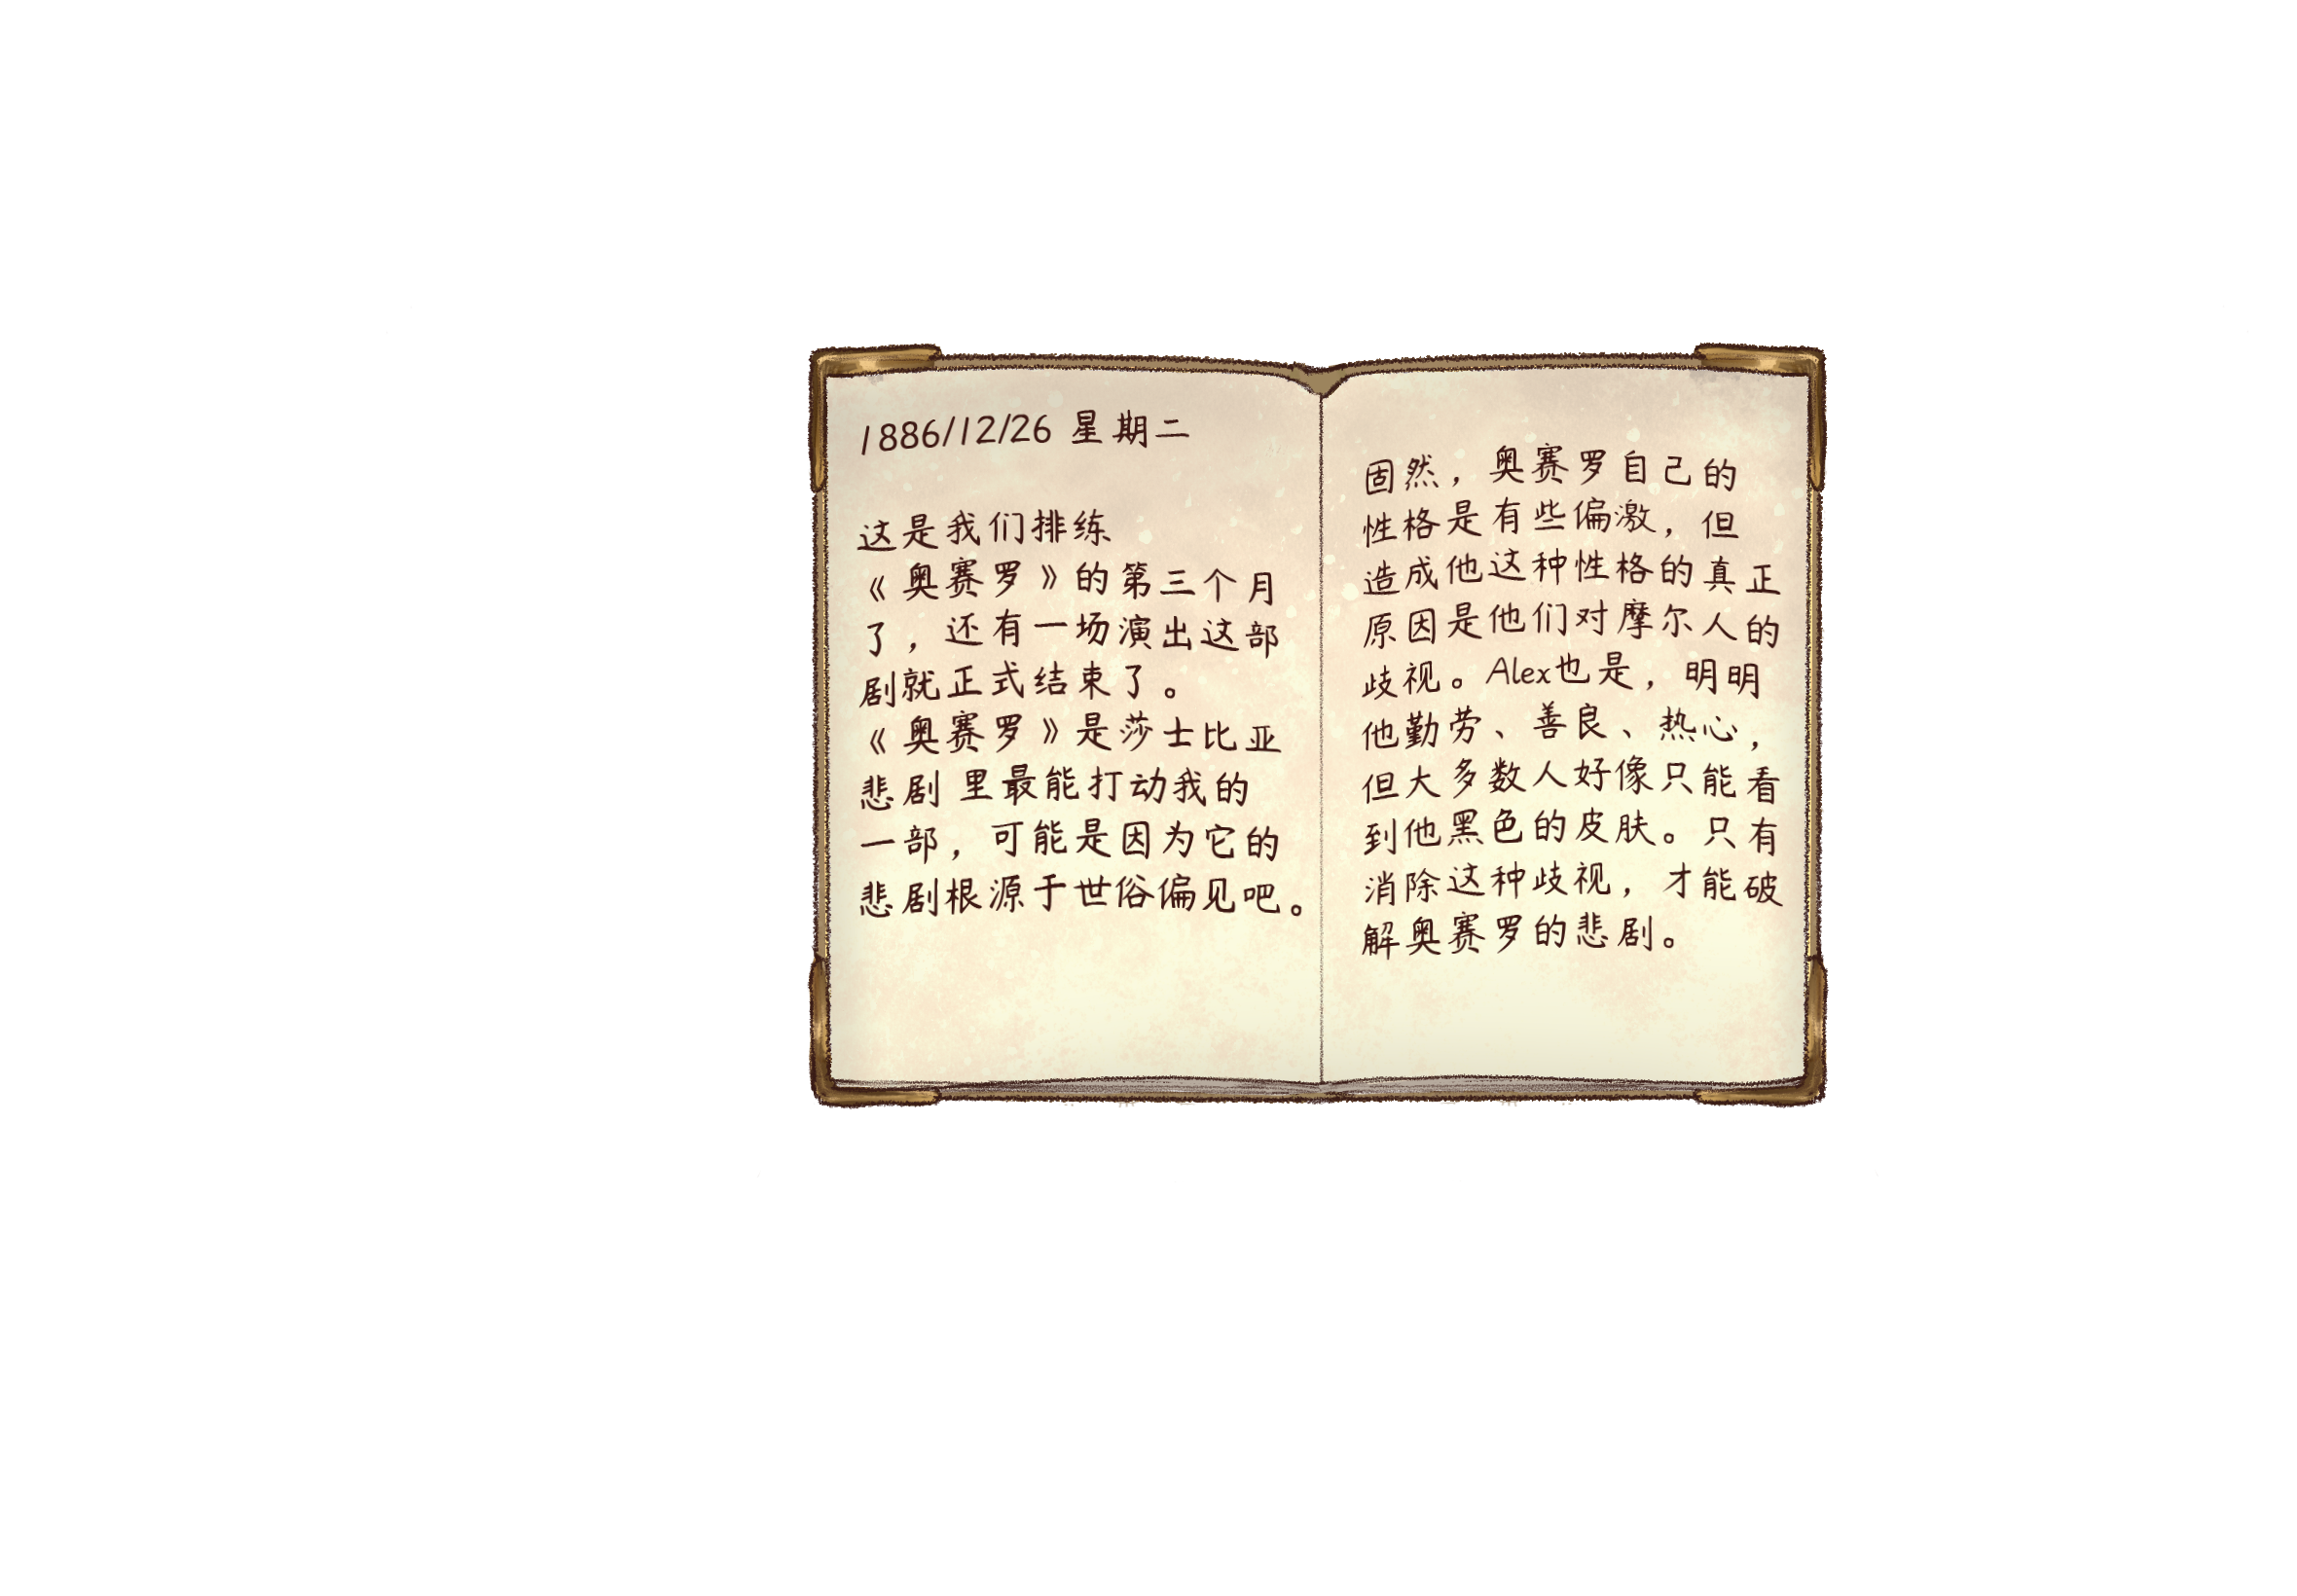 1886/12/26 星期二
这是我们排练
《奥赛罗》的第三个月
了，还有一场演出这部
剧就正式结束了。
《奥赛罗》是莎士比亚
悲剧 里最能打动我的
一部，可能是因为它的
悲剧根源于世俗偏见吧。
固然，奥赛罗自己的
性格是有些偏激，但
造成他这种性格的真正
原因是他们对摩尔人的
歧视。Alex也是，明明
他勤劳、善良、热心，
但大多数人好像只能看
到他黑色的皮肤。只有
消除这种歧视，才能破
解奥赛罗的悲剧。